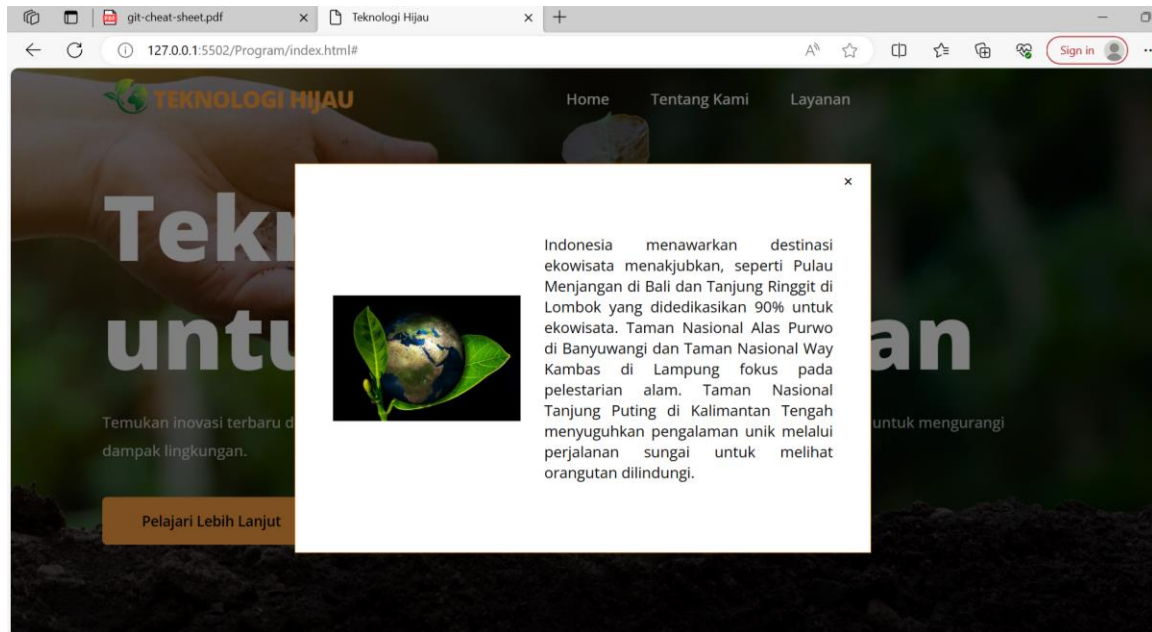 git-cheat-sheet.pdf
Teknologi Hijau
127.0.0.1:5502/Program/index.html#
Sign in
TEKNOLOGI HIJAU
Home Tentang Kami Layanan
Indonesia menawarkan destinasi
ekowisata menakjubkan, seperti Pulau
Menjangan di Bali dan Tanjung Ringgit di
Lombok yang didedikasikan 90% untuk
ekowisata. Taman Nasional Alas Purwo
di Banyuwangi dan Taman Nasional Way
Kambas di Lampung fokus pada
pelestarian alam. Taman Nasional
Tanjung Puting di Kalimantan Tengah
menyuguhkan pengalaman unik melalui
perjalanan sungai untuk melihat
orangutan dilindungi.
Temukan inovasi terbaru
untuk mengurangi
dampak lingkungan.
Pelajari Lebih Lanjut